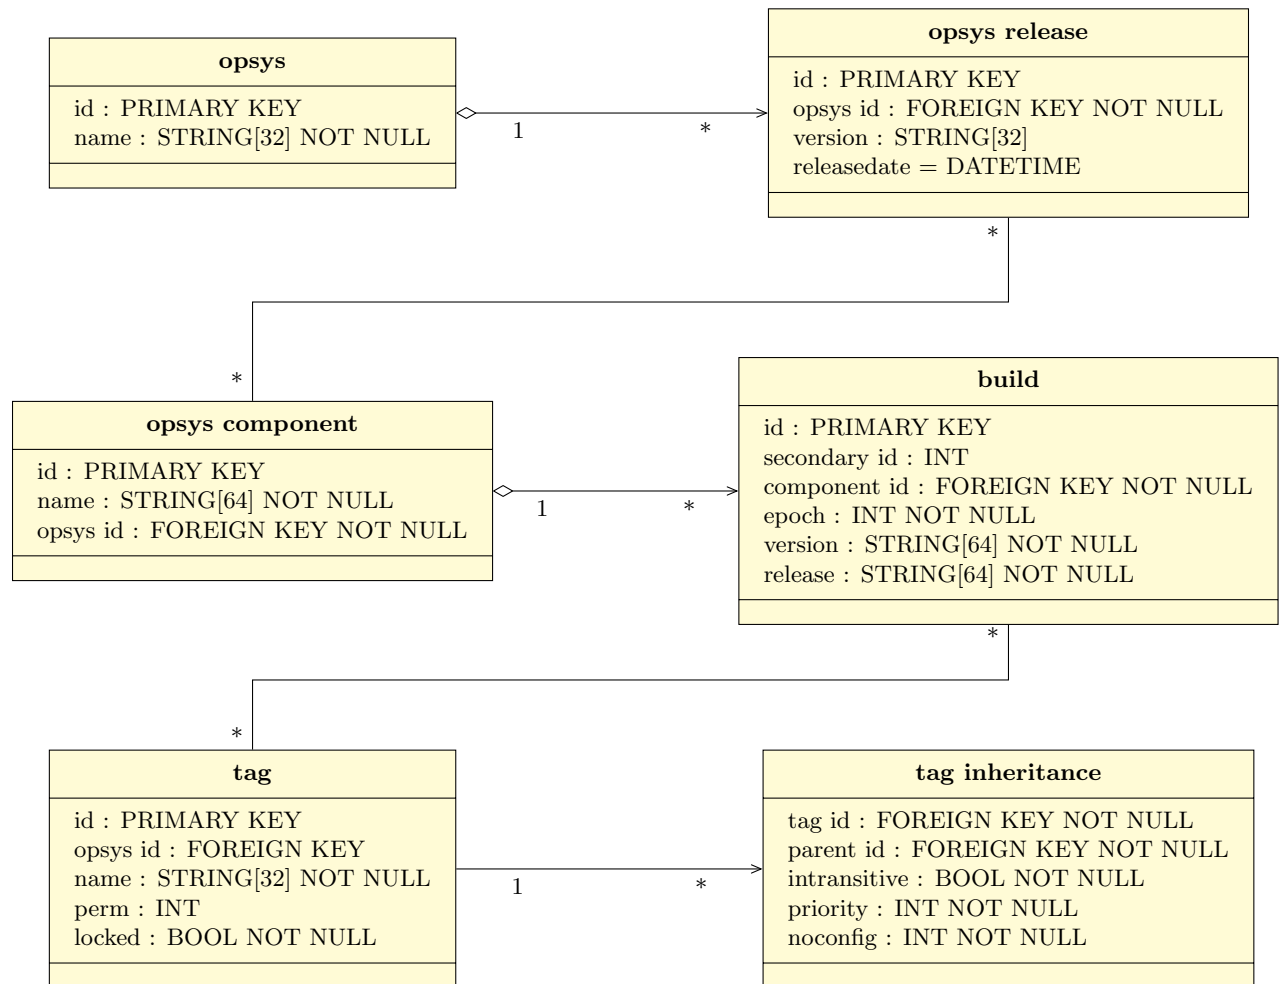 opsys
id : PRIMARY KEY
name : STRING[32] NOT NULL
opsys release
id : PRIMARY KEY
opsys id : FOREIGN KEY NOT NULL
version : STRING[32]
releasedate = DATETIME
1
*
*
*
opsys component
id : PRIMARY KEY
name : STRING[64] NOT NULL
opsys id : FOREIGN KEY NOT NULL
build
id : PRIMARY KEY
secondary id : INT
component id : FOREIGN KEY NOT NULL
epoch : INT NOT NULL
version : STRING[64] NOT NULL
release : STRING[64] NOT NULL
1
*
*
*
tag
id : PRIMARY KEY
opsys id : FOREIGN KEY
name : STRING[32] NOT NULL
perm : INT
locked : BOOL NOT NULL
tag inheritance
tag id : FOREIGN KEY NOT NULL
parent id : FOREIGN KEY NOT NULL
intransitive : BOOL NOT NULL
priority : INT NOT NULL
noconfig : INT NOT NULL
1
*